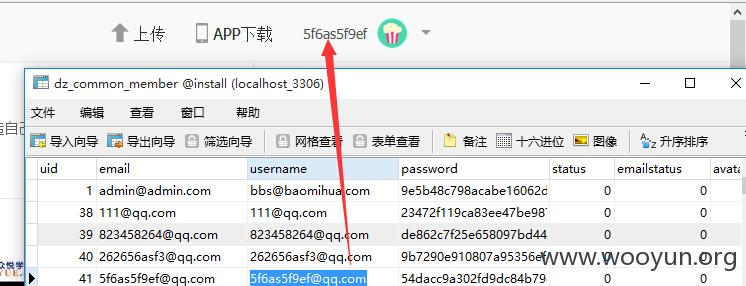 上传 APP下载 5f6as5f9ef
dz_common_member @install (localhost_3306)
文件 编辑 查看 窗口 帮助
导入向导 导出向导 筛选向导 网格查看 表单查看 备注 十六进位 图像 升序排序
uid email username password status emailstatus avata
1 admin@admin.com bbs@baomihua.com 9e5b48c798acabe16062d 0 0
38 111@qq.com 111@qq.com 23472f119ca83ee47be98 0 0
39 823458264@qq.com 823458264@qq.com de862c7f25e658097bd44 0 0
40 262656asf3@qq.com 262656asf3@qq.com 9b7290e910807a95356ef 0 0
41 5f6as5f9ef@qq.com 5f6as5f9ef@qq.com 54dacc9a302fd9dc84b79 0 0
www.wooyun.org